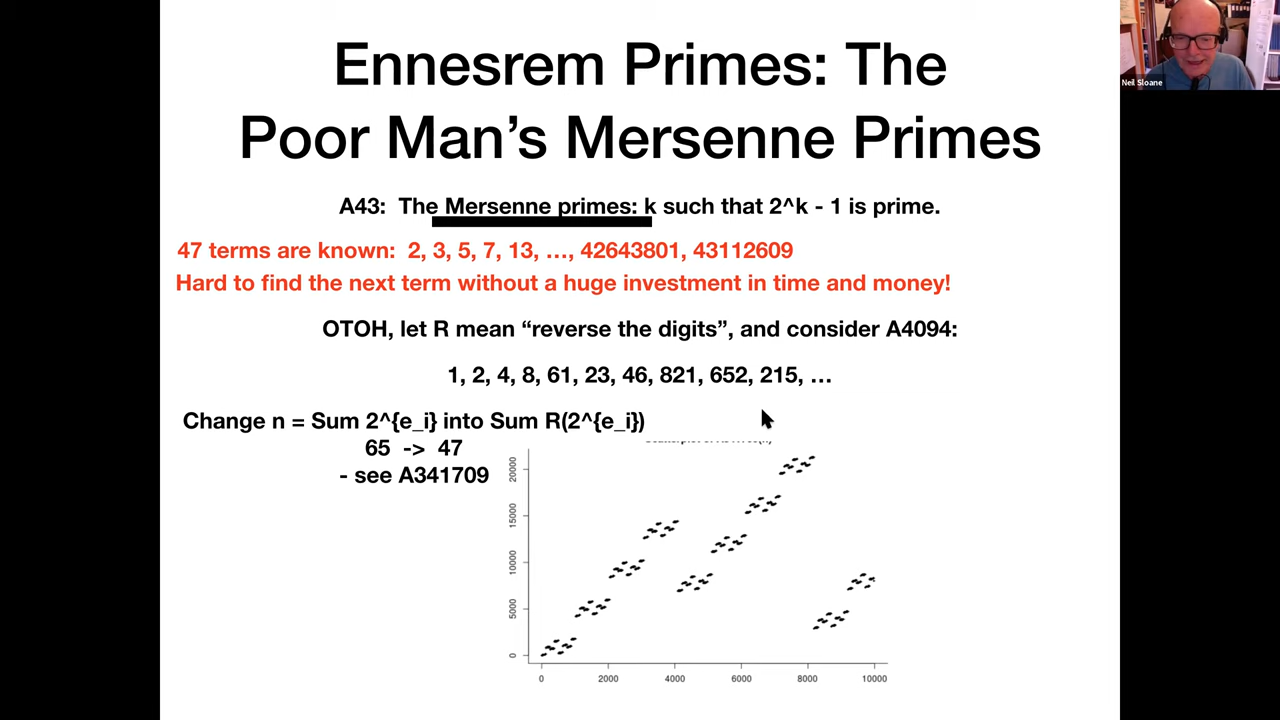 Ennesrem Primes: The
Poor Man's Mersenne Primes
Neil Sloane
A43: The Mersenne primes: k such that 2^k - 1 is prime.
47 terms are known: 2, 3, 5, 7, 13, …, 42643801, 43112609
Hard to find the next term without a huge investment in time and money!
OTOH, let R mean “reverse the digits”, and consider A4094:
1, 2, 4, 8, 61, 23, 46, 821, 652, 215, …
Change n = Sum 2^{e_i} into Sum R(2^{e_i})
65 -> 47
- see A341709
20000
15000
10000
5000
0
0 2000 4000 6000 8000 10000